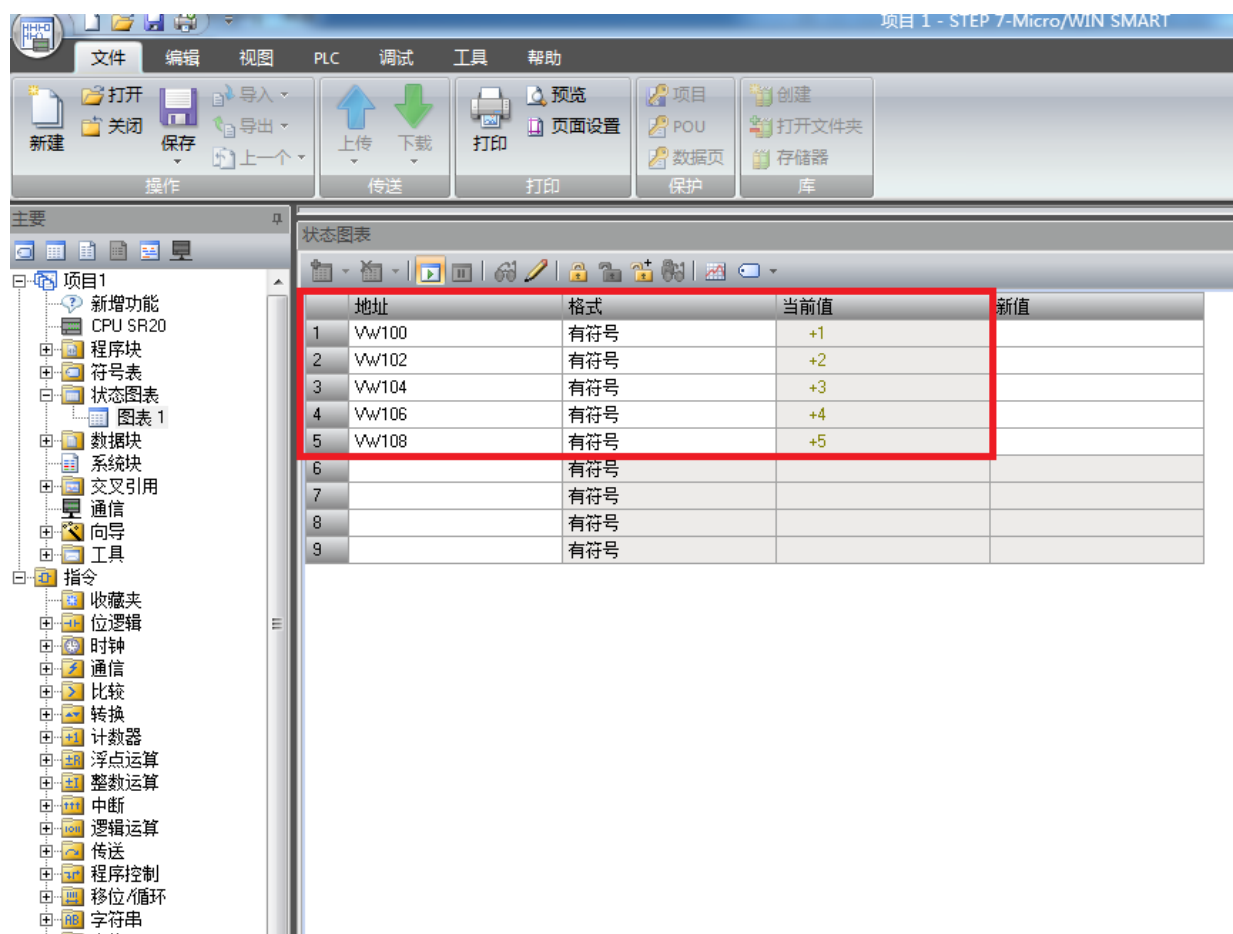 项目 1 - STEP 7-Micro/WIN SMART
文件 编辑 视图 PLC 调试 工具 帮助
新建 打开 关闭 保存 导入 导出 上一个
上传 下载
打印 预览 页面设置
项目 POU 数据页
创建 打开文件夹 存储器
操作 传送 打印 保护 库
主要
项目1
新增功能
CPU SR20
程序块
符号表
状态图表
图表 1
数据块
系统块
交叉引用
通信
向导
工具
指令
收藏夹
位逻辑
时钟
通信
比较
转换
计数器
浮点运算
整数运算
中断
逻辑运算
传送
程序控制
移位/循环
字符串
状态图表
地址 格式 当前值 新值
1 VW100 有符号 +1
2 VW102 有符号 +2
3 VW104 有符号 +3
4 VW106 有符号 +4
5 VW108 有符号 +5
6 有符号
7 有符号
8 有符号
9 有符号